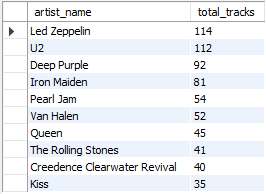 artist_name total_tracks
Led Zeppelin 114
U2 112
Deep Purple 92
Iron Maiden 81
Pearl Jam 54
Van Halen 52
Queen 45
The Rolling Stones 41
Creedence Clearwater Revival 40
Kiss 35